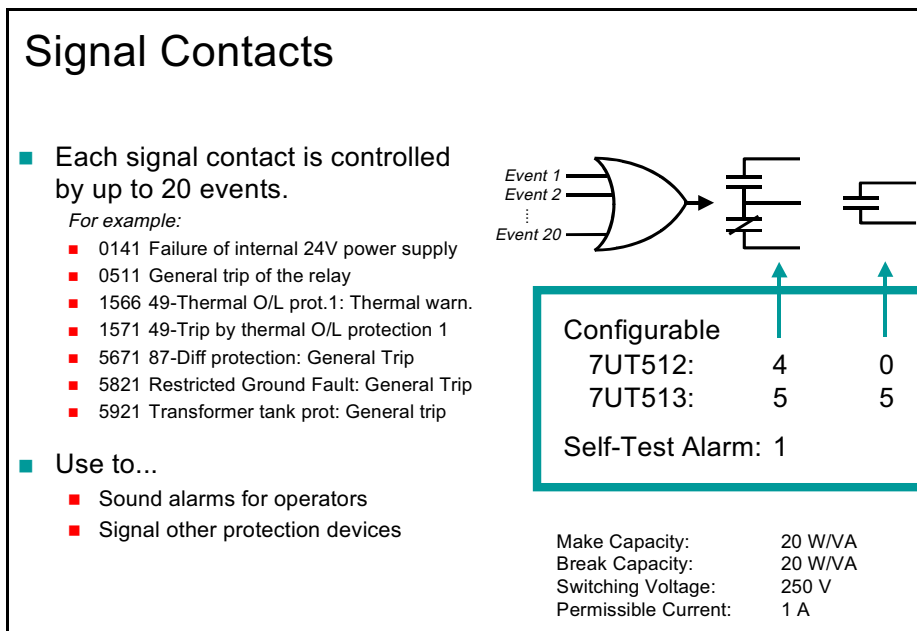 Signal Contacts
Each signal contact is controlled
by up to 20 events.
For example:
0141 Failure of internal 24V power supply
0511 General trip of the relay
1566 49-Thermal O/L prot.1: Thermal warn.
1571 49-Trip by thermal O/L protection 1
5671 87-Diff protection: General Trip
5821 Restricted Ground Fault: General Trip
5921 Transformer tank prot: General trip
Use to...
Sound alarms for operators
Signal other protection devices
Event 1
Event 2
Event 20
Configurable
7UT512: 4 0
7UT513: 5 5
Self-Test Alarm: 1
Make Capacity: 20 W/VA
Break Capacity: 20 W/VA
Switching Voltage: 250 V
Permissible Current: 1 A